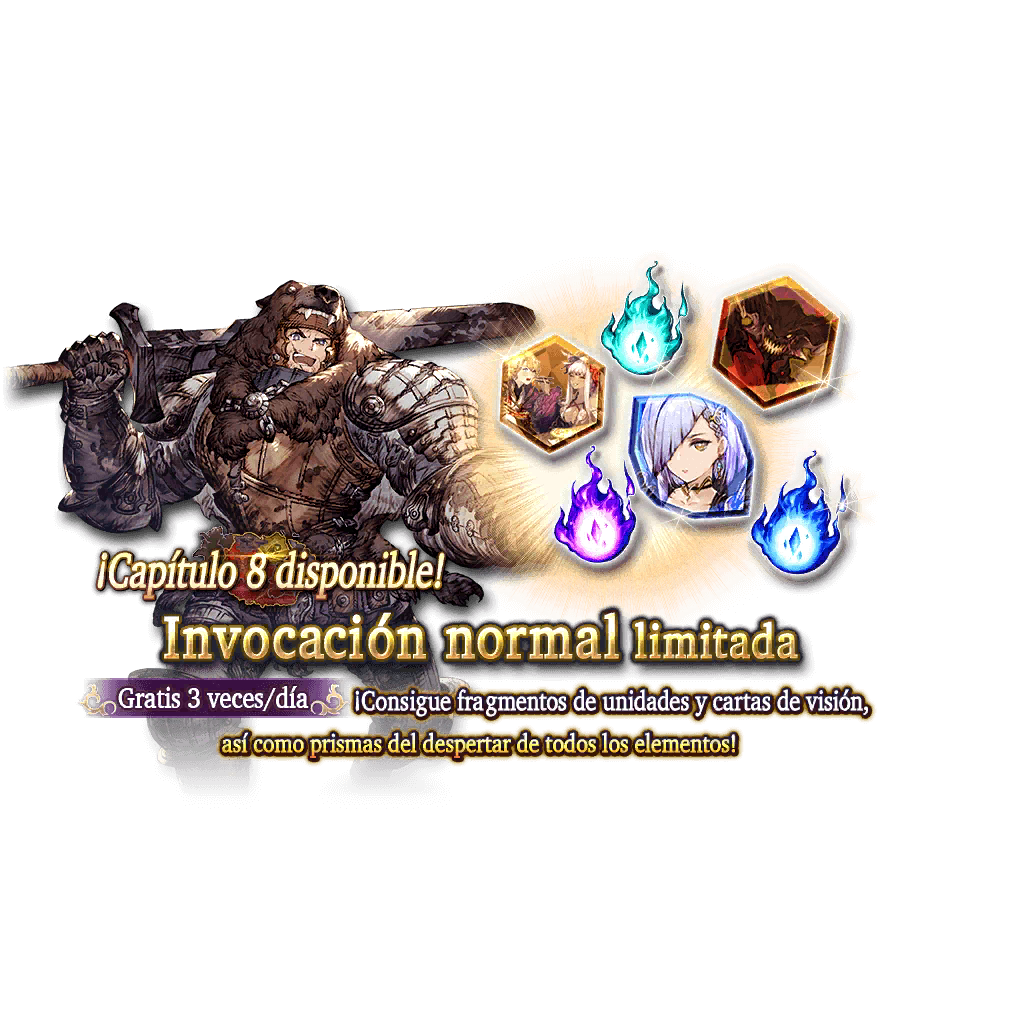 ¡Capítulo 8 disponible!
Invocación normal limitada
Gratis 3 veces/día ¡Consigue fragmentos de unidades y cartas de visión,
así como prismas del despertar de todos los elementos!